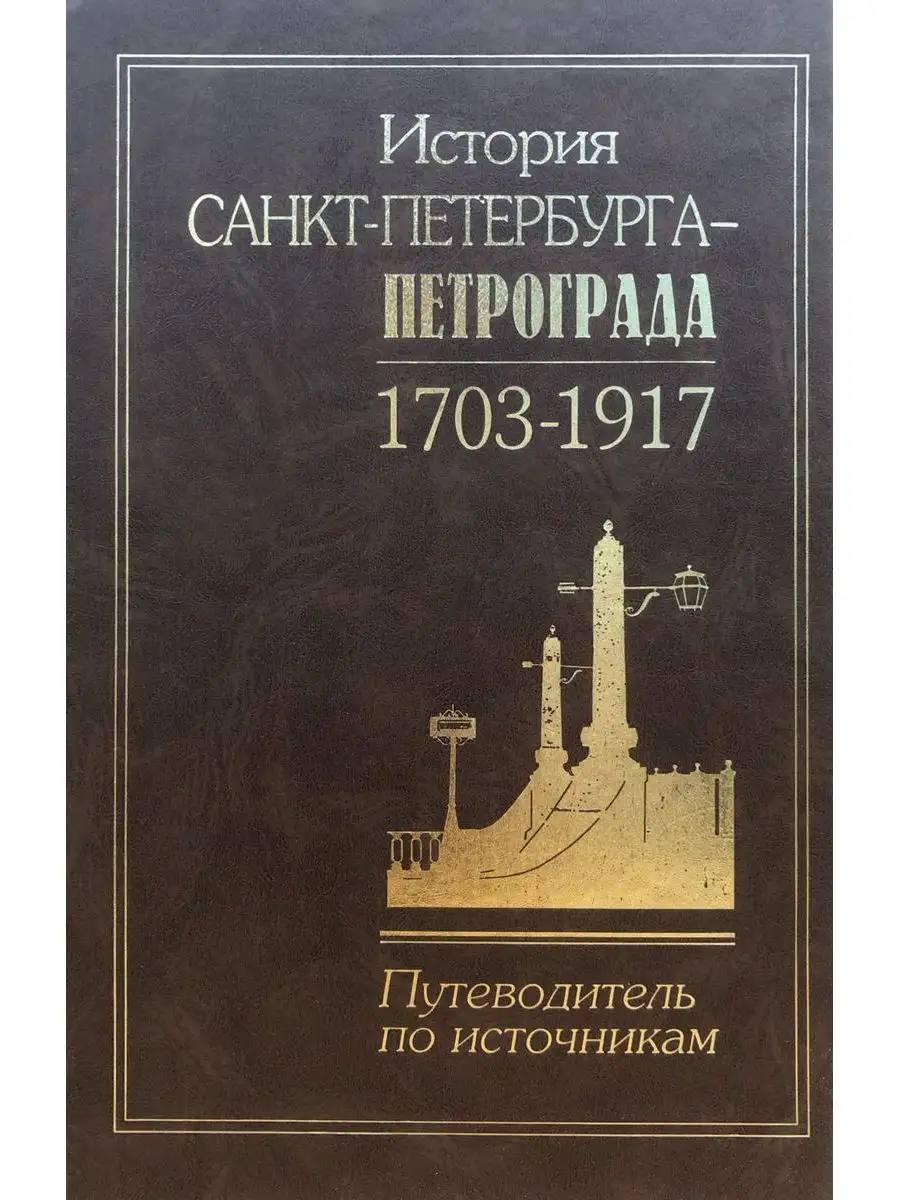 История
САНКТ-ПЕТЕРБУРГА–
ПЕТРОГРАДА
1703-1917
Путеводитель
по источникам